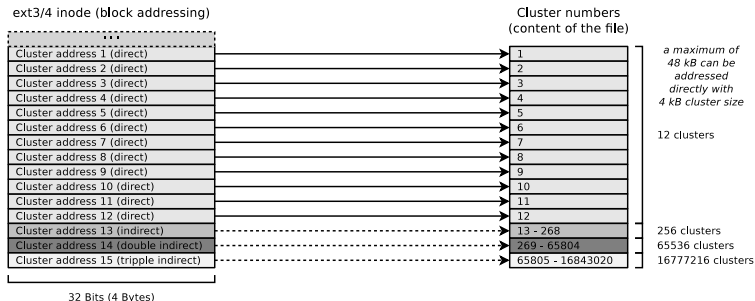 ext3/4 inode (block addressing)
Cluster numbers
(content of the file)
...
Cluster address 1 (direct)
1
Cluster address 2 (direct)
2
Cluster address 3 (direct)
3
Cluster address 4 (direct)
4
Cluster address 5 (direct)
5
Cluster address 6 (direct)
6
Cluster address 7 (direct)
7
Cluster address 8 (direct)
8
Cluster address 9 (direct)
9
Cluster address 10 (direct)
10
Cluster address 11 (direct)
11
Cluster address 12 (direct)
12
Cluster address 13 (indirect)
13 - 268
Cluster address 14 (double indirect)
269 - 65804
Cluster address 15 (tripple indirect)
65805 - 16843020
a maximum of
48 kB can be
addressed
directly with
4 kB cluster size
12 clusters
256 clusters
65536 clusters
16777216 clusters
32 Bits (4 Bytes)